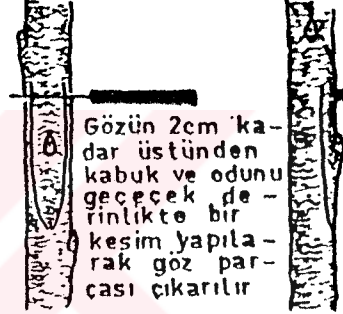 Gözün 2cm ka-
dar üstünden
kabuk ve odunu
geçecek de-
rinlikte bir
kesim yapıla-
rak göz par-
çası çıkarılır